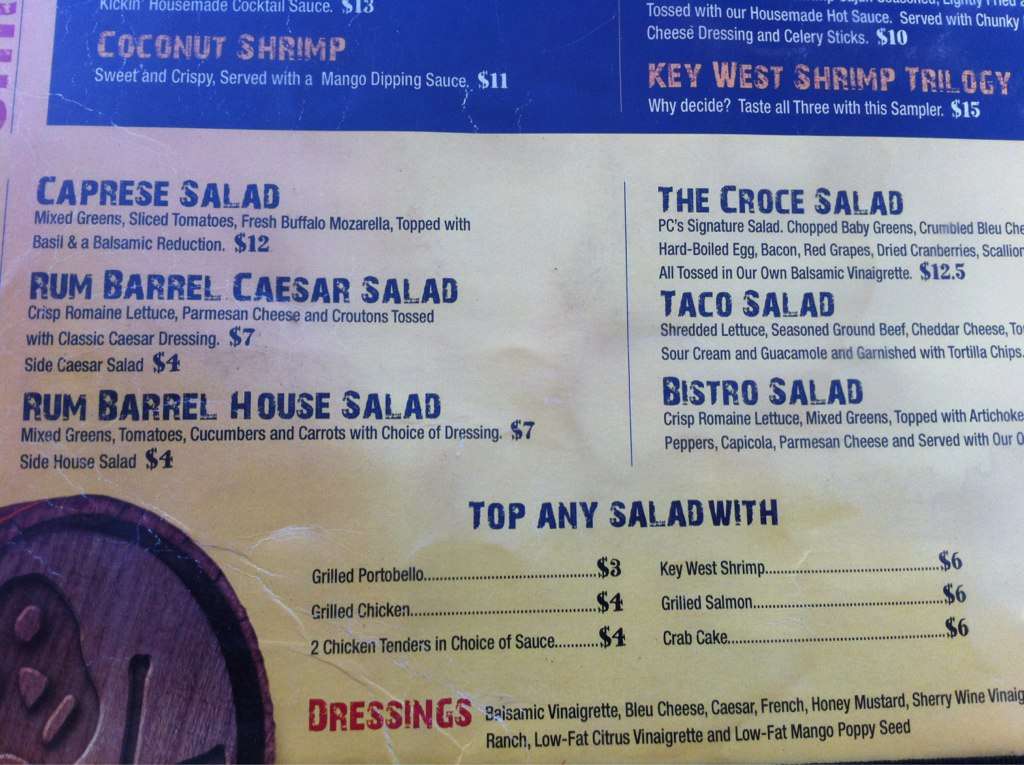 Kickin' Housemade Cocktail Sauce. $13
COCONUT SHRIMP
Sweet and Crispy, Served with a Mango Dipping Sauce. $11
Tossed with our Housemade Hot Sauce. Served with Chunky
Cheese Dressing and Celery Sticks. $10
KEY WEST SHRIMP TRILOGY
Why decide? Taste all Three with this Sampler. $15
CAPRESE SALAD
Mixed Greens, Sliced Tomatoes, Fresh Buffalo Mozarella, Topped with
Basil & a Balsamic Reduction. $12
RUM BARREL CAESAR SALAD
Crisp Romaine Lettuce, Parmesan Cheese and Croutons Tossed
with Classic Caesar Dressing. $7
Side Caesar Salad $4
RUM BARREL HOUSE SALAD
Mixed Greens, Tomatoes, Cucumbers and Carrots with Choice of Dressing. $7
Side House Salad $4
THE CROCE SALAD
PC's Signature Salad. Chopped Baby Greens, Crumbled Bleu
Hard-Boiled Egg, Bacon, Red Grapes, Dried Cranberries,
All Tossed in Our Own Balsamic Vinaigrette. $12.5
TACO SALAD
Shredded Lettuce, Seasoned Ground Beef, Cheddar Cheese,
Sour Cream and Guacamole and Garnished with Tortilla Chips.
BISTRO SALAD
Crisp Romaine Lettuce, Mixed Greens, Topped with Artichoke
Peppers, Capicola, Parmesan Cheese and Served with Our
TOP ANY SALAD WITH
Grilled Portobello..........$3
Grilled Chicken..........$4
2 Chicken Tenders in Choice of Sauce..........$4
Key West Shrimp..........$6
Grilled Salmon..........$6
Crab Cake..........$6
DRESSINGS Balsamic Vinaigrette, Bleu Cheese, Caesar, French, Honey Mustard, Sherry Wine
Ranch, Low-Fat Citrus Vinaigrette and Low-Fat Mango Poppy Seed